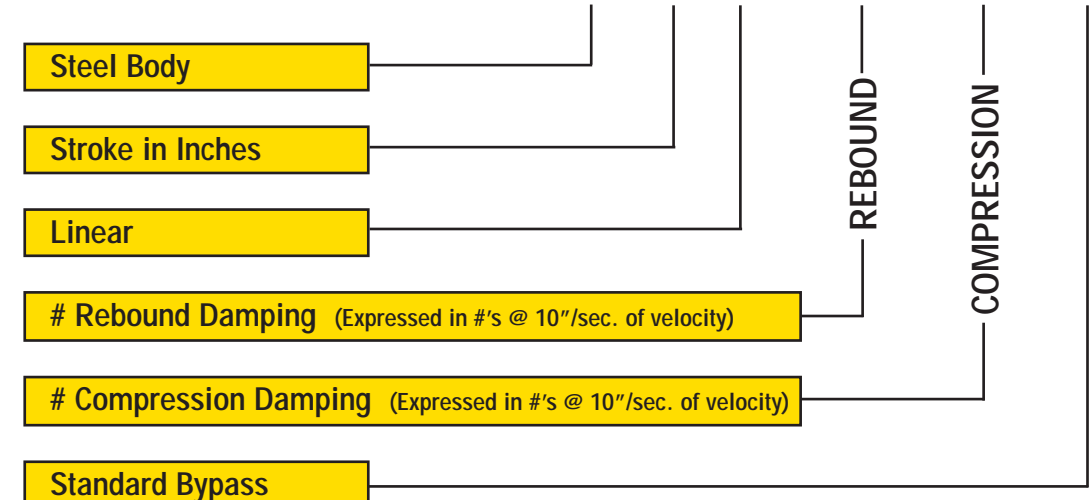 Steel Body
Stroke in Inches
Linear
# Rebound Damping (Expressed in #'s @ 10"/sec. of velocity)
# Compression Damping (Expressed in #'s @ 10"/sec. of velocity)
Standard Bypass
REBOUND
COMPRESSION